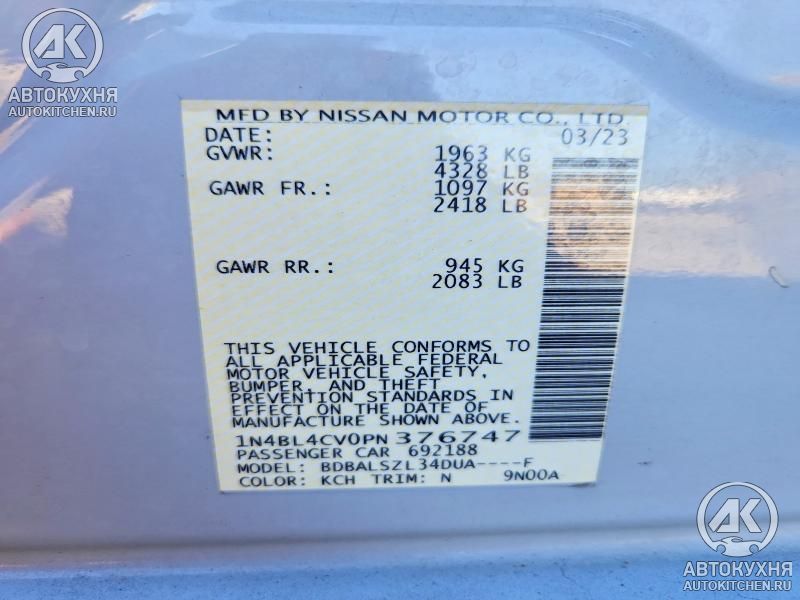 АК
АВТОКУХНЯ
AUTOKITCHEN.RU
MFD BY NISSAN MOTOR CO., LTD.
DATE: 03/23
GVWR: 1963 KG
4328 LB
GAWR FR.: 1097 KG
2418 LB
GAWR RR.: 945 KG
2083 LB
THIS VEHICLE CONFORMS TO
ALL APPLICABLE FEDERAL
MOTOR VEHICLE SAFETY,
BUMPER, AND THEFT
PREVENTION STANDARDS IN
EFFECT ON THE DATE OF
MANUFACTURE SHOWN ABOVE.
1N4BL4CV0PN376747
PASSENGER CAR 692188
MODEL: BDBALSZL34DUA----F
COLOR: KCH TRIM: N 9N00A
АК
АВТОКУХНЯ
AUTOKITCHEN.RU